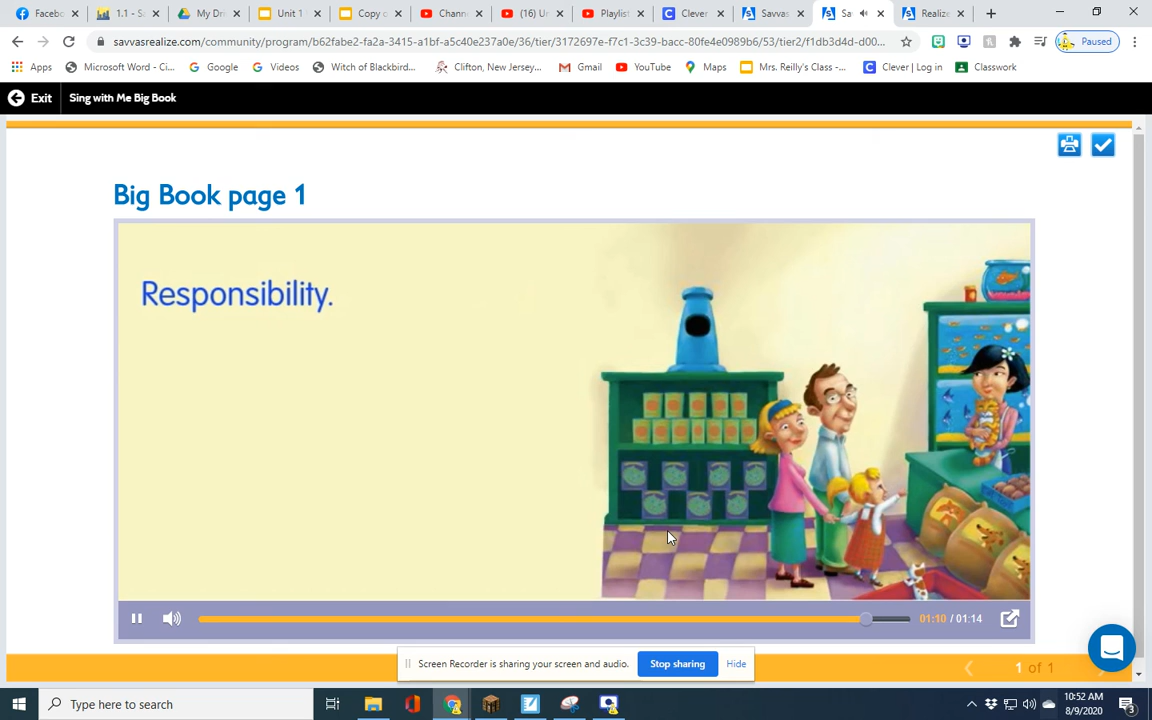 Facebo
1.1 - Sa
My Dri
Unit 1
Copy o
Chann
(16) Un
Playlist
Clever
Savvas
Sa
Realize
savvasrealize.com/community/program/b62fabe2-fa2a-3415-a1bf-a5c40e237a0e/36/tier/3172697e-f7c1-3c39-bacc-80fe4e0989b6/53/tier2/f1db3d4d-d00...
Paused
Apps
Microsoft Word - Ci...
Google
Videos
Witch of Blackbird...
Clifton, New Jersey...
Gmail
YouTube
Maps
Mrs. Reilly's Class -...
Clever | Log in
Classwork
Exit
Sing with Me Big Book
Big Book page 1
Responsibility.
01:10 / 01:14
Screen Recorder is sharing your screen and audio.
Stop sharing
Hide
1 of 1
Type here to search
10:52 AM
8/9/2020
3